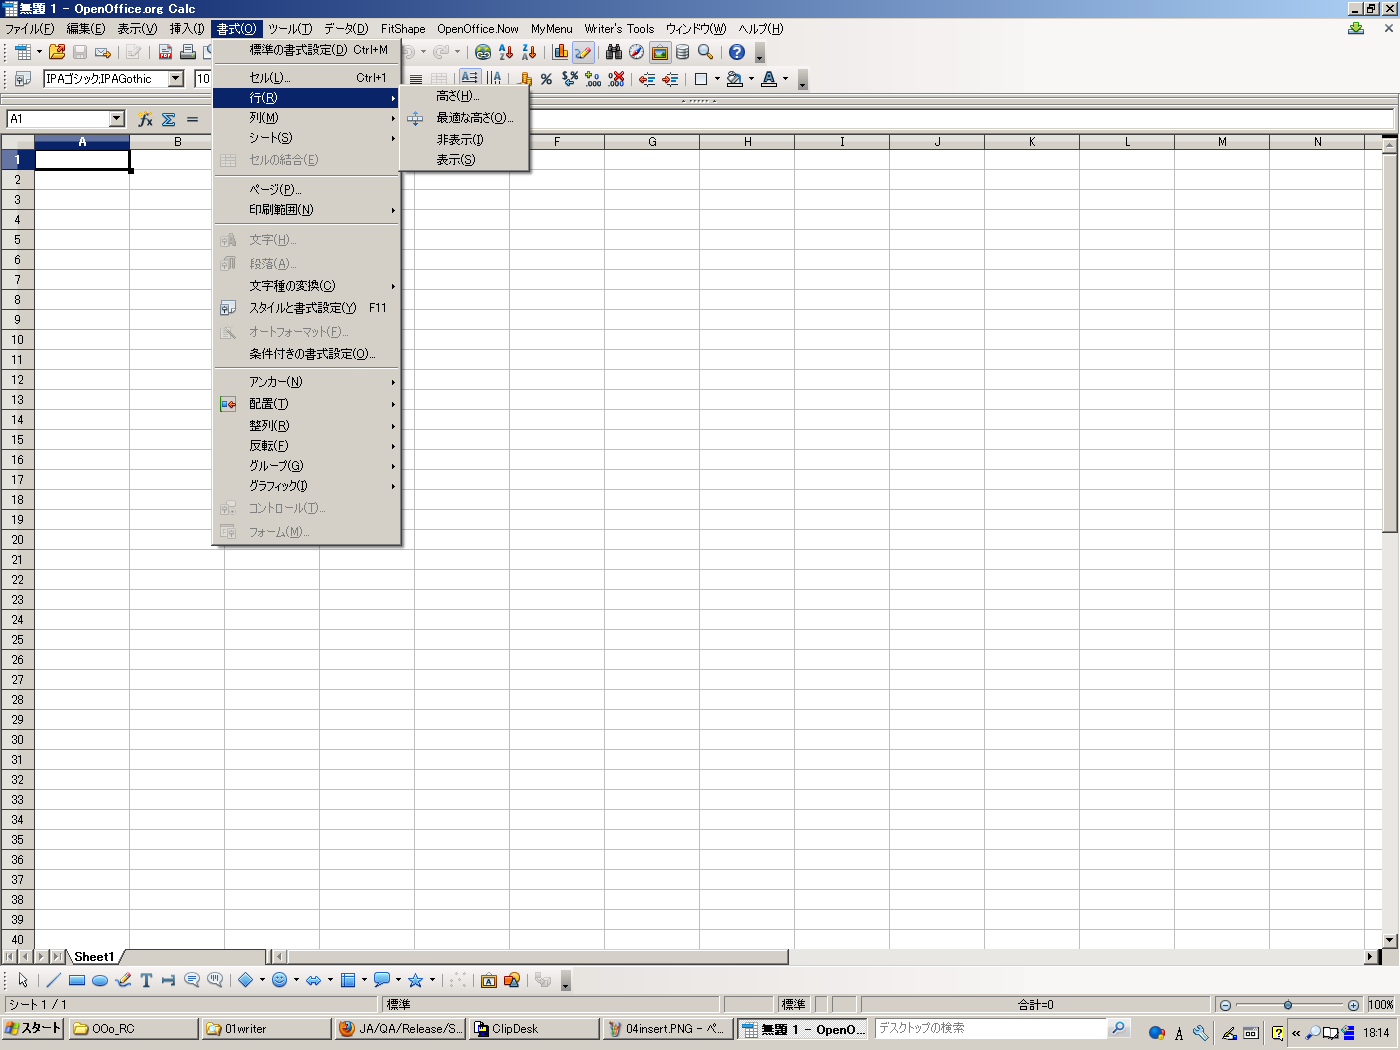 無題 1 - OpenOffice.org Calc
ファイル(F) 編集(E) 表示(V) 挿入(I) 書式(O) ツール(T) データ(D) FitShape OpenOffice.Now MyMenu Writer's Tools ウィンドウ(W) ヘルプ(H)
IPAゴシック;IPAGothic 10
A1
標準の書式設定(D) Ctrl+M
セル(L)... Ctrl+1
行(R)
列(M)
シート(S)
セルの結合(E)
ページ(P)...
印刷範囲(N)
文字(H)...
段落(A)...
文字種の変換(C)
スタイルと書式設定(Y) F11
オートフォーマット(F)...
条件付きの書式設定(O)...
アンカー(N)
配置(T)
整列(R)
反転(F)
グループ(G)
グラフィック(I)
コントロール(T)...
フォーム(M)...
高さ(H)...
最適な高さ(O)...
非表示(I)
表示(S)
A B F G H I J K L M N
1
2
3
4
5
6
7
8
9
10
11
12
13
14
15
16
17
18
19
20
21
22
23
24
25
26
27
28
29
30
31
32
33
34
35
36
37
38
39
40
Sheet1
シート 1 / 1 標準 標準 合計=0 100%
スタート OOo_RC 01writer JA/QA/Release/S... ClipDesk 04insert.PNG - ペ... 無題 1 - OpenO... デスクトップの検索 18:14